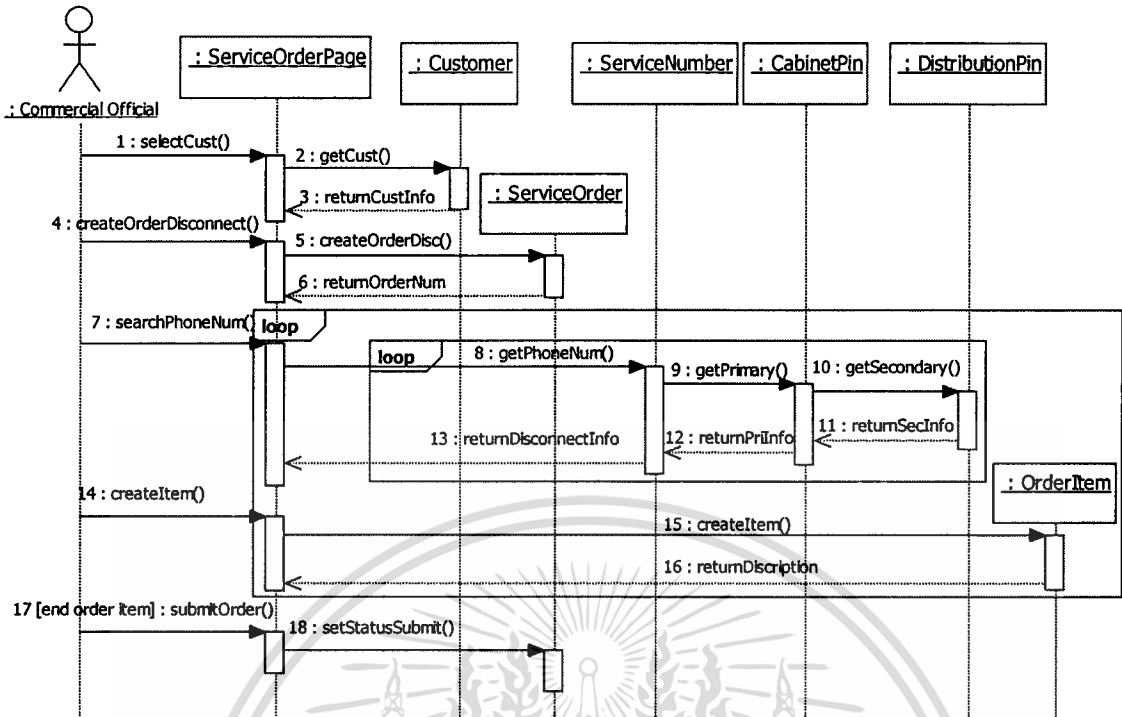 : ServiceOrderPage
: Customer
: ServiceNumber
: CabinetPin
: DistributionPin
: Commercial Official
1 : selectCust()
2 : getCust()
3 : returnCustInfo
: ServiceOrder
4 : createOrderDisconnect()
5 : createOrderDisc()
6 : returnOrderNum
7 : searchPhoneNum()
loop
loop
8 : getPhoneNum()
9 : getPrimary()
10 : getSecondary()
11 : returnSecInfo
12 : returnPriInfo
13 : returnDisconnectInfo
: OrderItem
14 : createItem()
15 : createItem()
16 : returnDiscription
17 [end order item] : submitOrder()
18 : setStatusSubmit()